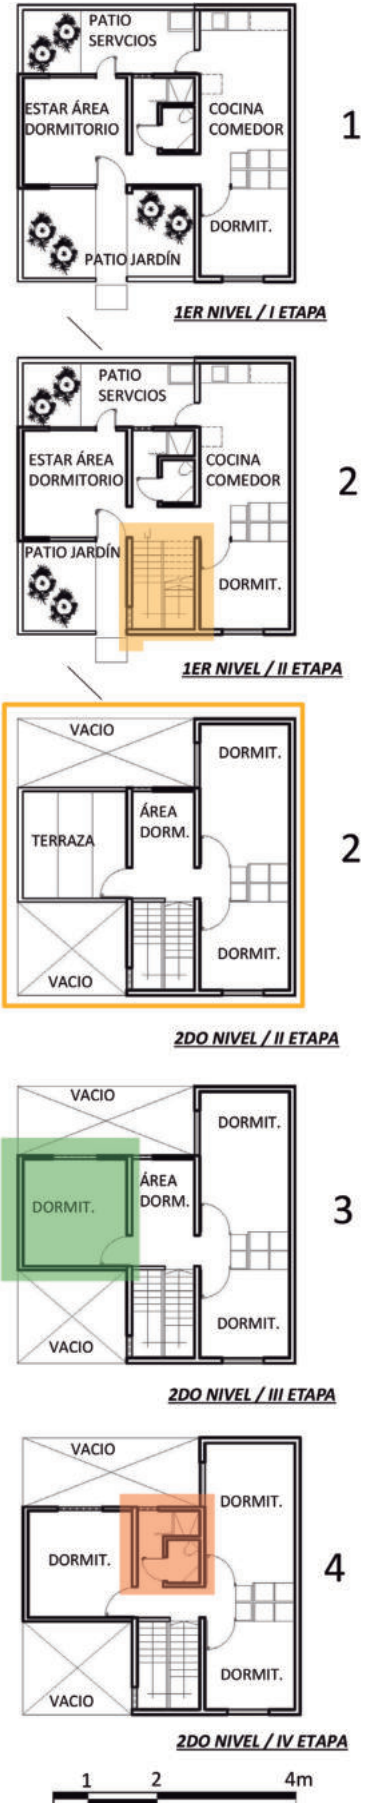 PATIO
SERVCIOS
ESTAR ÁREA
DORMITORIO
COCINA
COMEDOR
1
DORMIT.
PATIO JARDÍN
1ER NIVEL / I ETAPA
PATIO
SERVCIOS
ESTAR ÁREA
DORMITORIO
COCINA
COMEDOR
2
PATIO JARDÍN
DORMIT.
1ER NIVEL / II ETAPA
VACIO
DORMIT.
ÁREA
DORM.
TERRAZA
2
VACIO
DORMIT.
2DO NIVEL / II ETAPA
VACIO
DORMIT.
ÁREA
DORM.
DORMIT.
3
VACIO
DORMIT.
2DO NIVEL / III ETAPA
VACIO
DORMIT.
DORMIT.
4
VACIO
DORMIT.
2DO NIVEL / IV ETAPA
1 2 4m